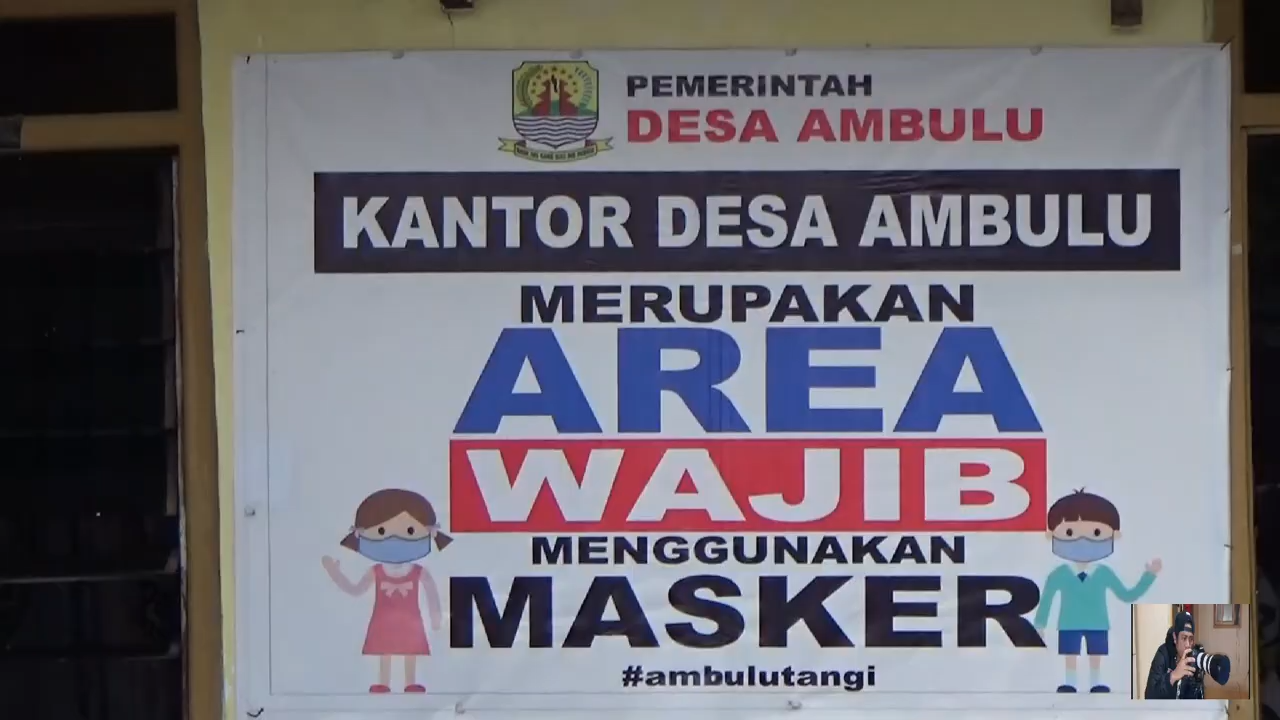 PEMERINTAH
DESA AMBULU
KANTOR DESA AMBULU
MERUPAKAN
AREA
WAJIB
MENGGUNAKAN
MASKER
#ambulutangi